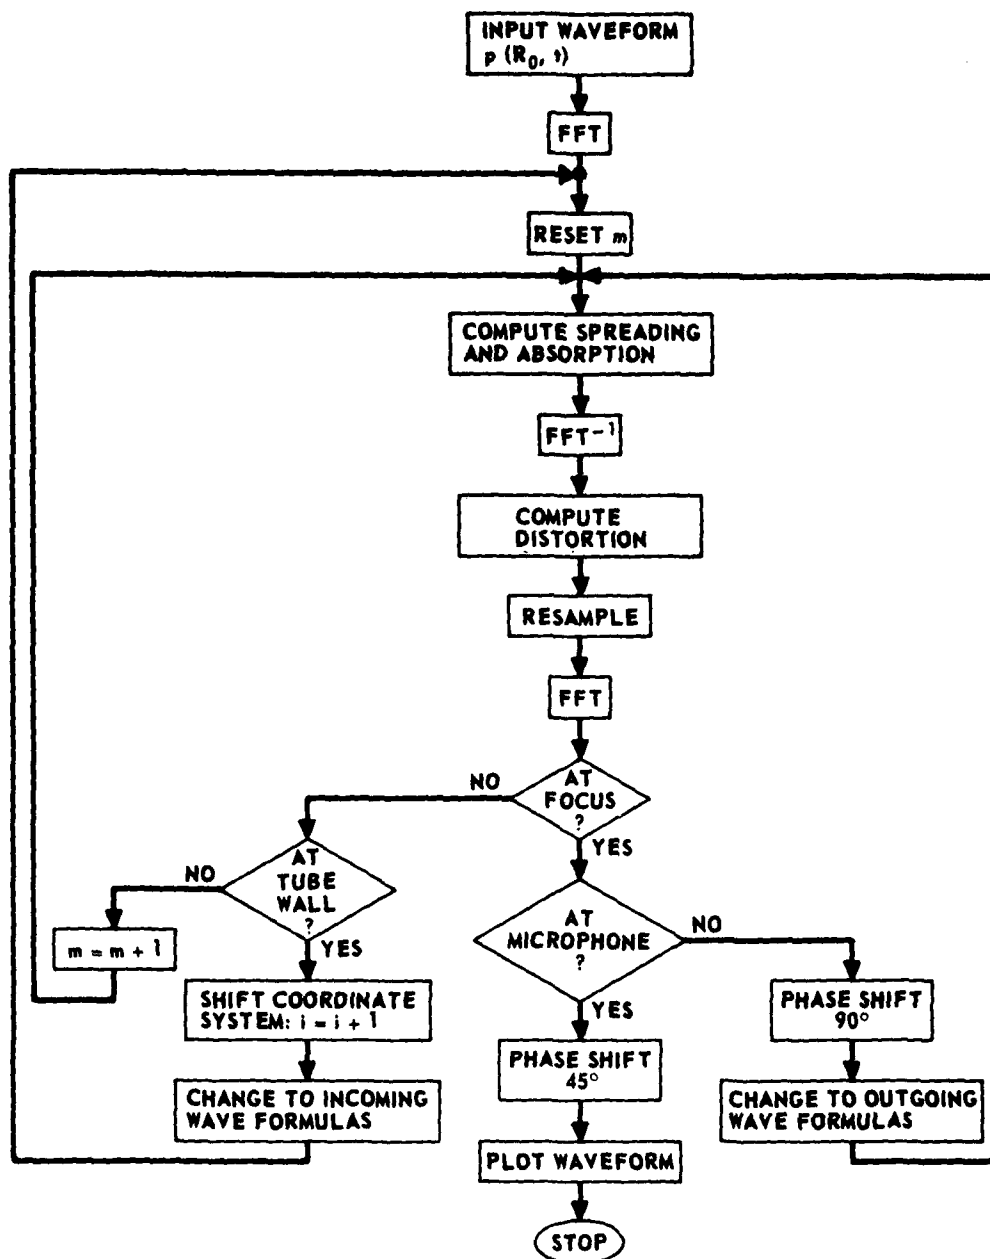 INPUT WAVEFORM
p (R₀, t)
FFT
RESET m
COMPUTE SPREADING
AND ABSORPTION
FFT⁻¹
COMPUTE
DISTORTION
RESAMPLE
FFT
AT
FOCUS
?
NO
YES
AT
TUBE
WALL
?
NO
YES
m = m + 1
SHIFT COORDINATE
SYSTEM: i = i + 1
CHANGE TO INCOMING
WAVE FORMULAS
AT
MICROPHONE
?
NO
YES
PHASE SHIFT
45°
PLOT WAVEFORM
STOP
PHASE SHIFT
90°
CHANGE TO OUTGOING
WAVE FORMULAS